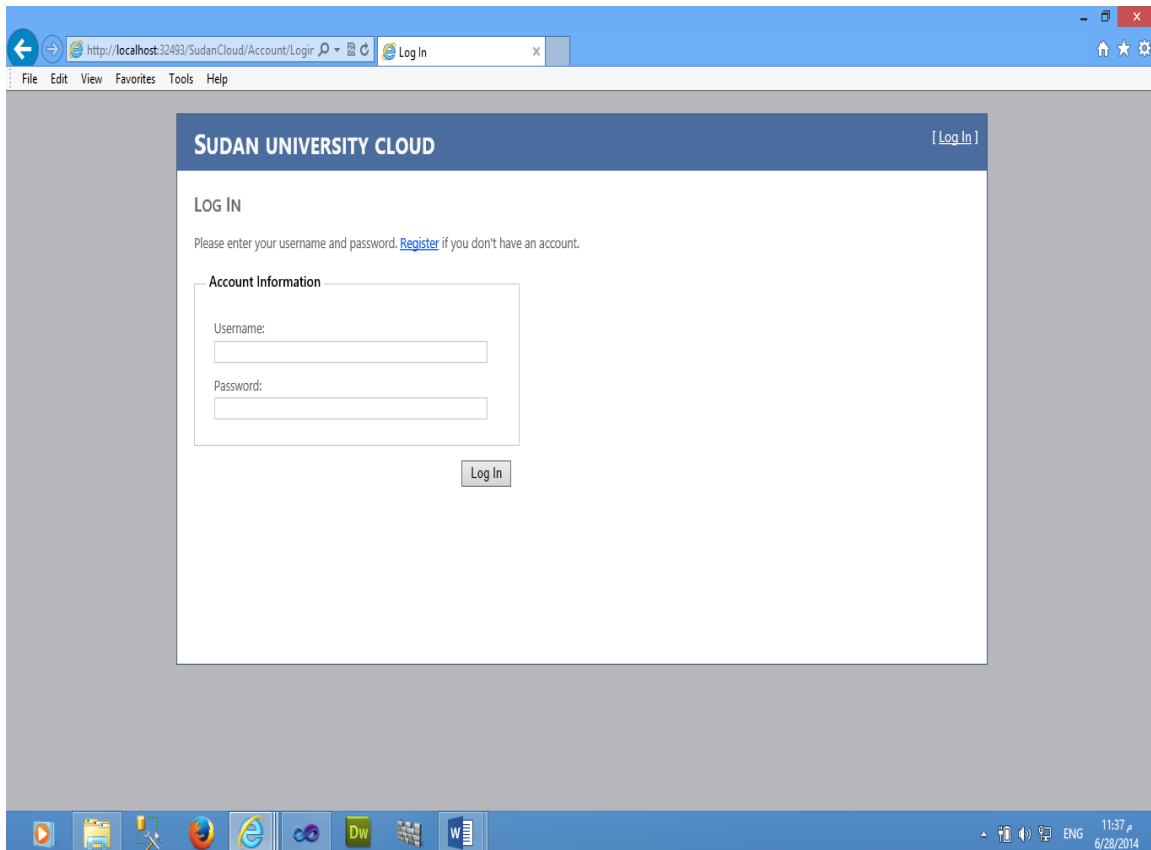 http://localhost:32493/SudanCloud/Account/Login
Log In
File Edit View Favorites Tools Help
SUDAN UNIVERSITY CLOUD
[ Log In ]
LOG IN
Please enter your username and password. Register if you don't have an account.
Account Information
Username:
Password:
Log In
Dw
W
ENG
11:37 م
6/28/2014